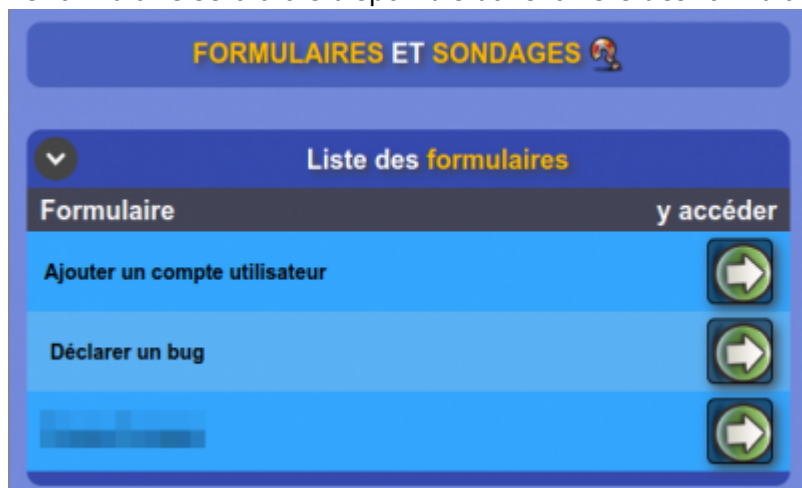 FORMULAIRES ET SONDAGES
Liste des formulaires
Formulaire y accéder
Ajouter un compte utilisateur
Déclarer un bug